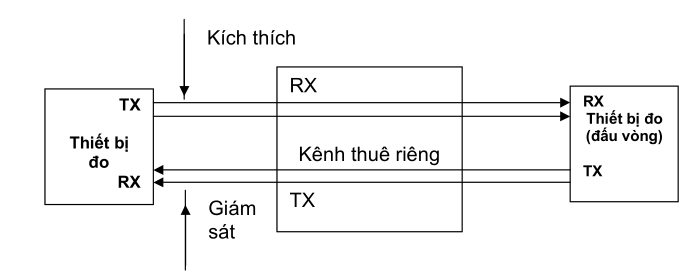 Kích thích
RX
TX
Thiết bị
đo
RX
Kênh thuê riêng
TX
Giám
sát
RX
Thiết bị đo
(đấu vòng)
TX